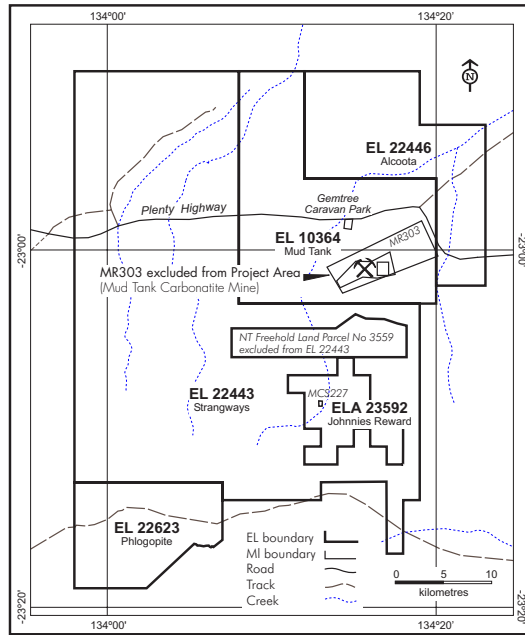 134°00'
134°20'
N
EL 22446
Alcoota
Gemtree
Caravan Park
Plenty Highway
MR303
EL 10364
Mud Tank
-23°00'
-23°00'
MR303 excluded from Project Area
(Mud Tank Carbonatite Mine)
NT Freehold Land Parcel No 3559
excluded from EL 22443
EL 22443
Strangways
MCS227
ELA 23592
Johnnies Reward
EL 22623
Phlogopite
EL boundary
Ml boundary
Road
Track
Creek
0 5 10
kilometres
-23°20'
-23°20'
134°00'
134°20'